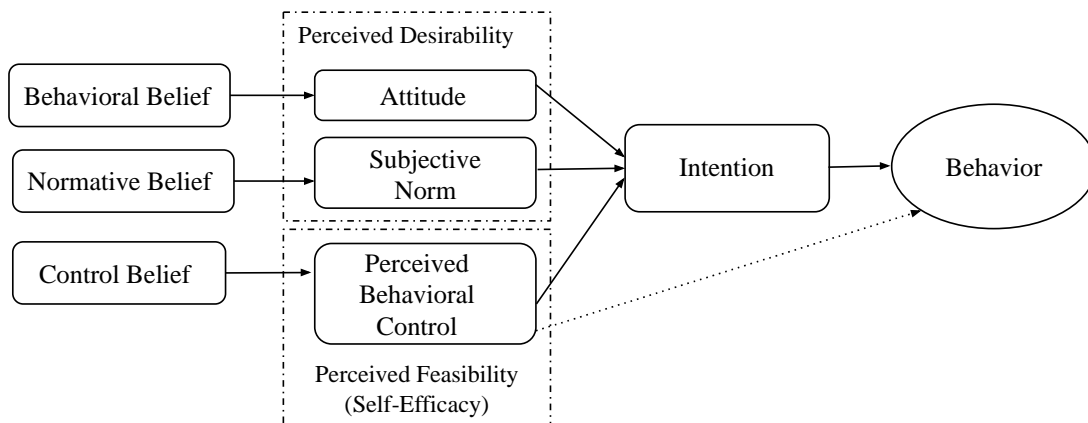 Perceived Desirability
Behavioral Belief
Attitude
Normative Belief
Subjective
Norm
Intention
Behavior
Control Belief
Perceived
Behavioral
Control
Perceived Feasibility
(Self-Efficacy)